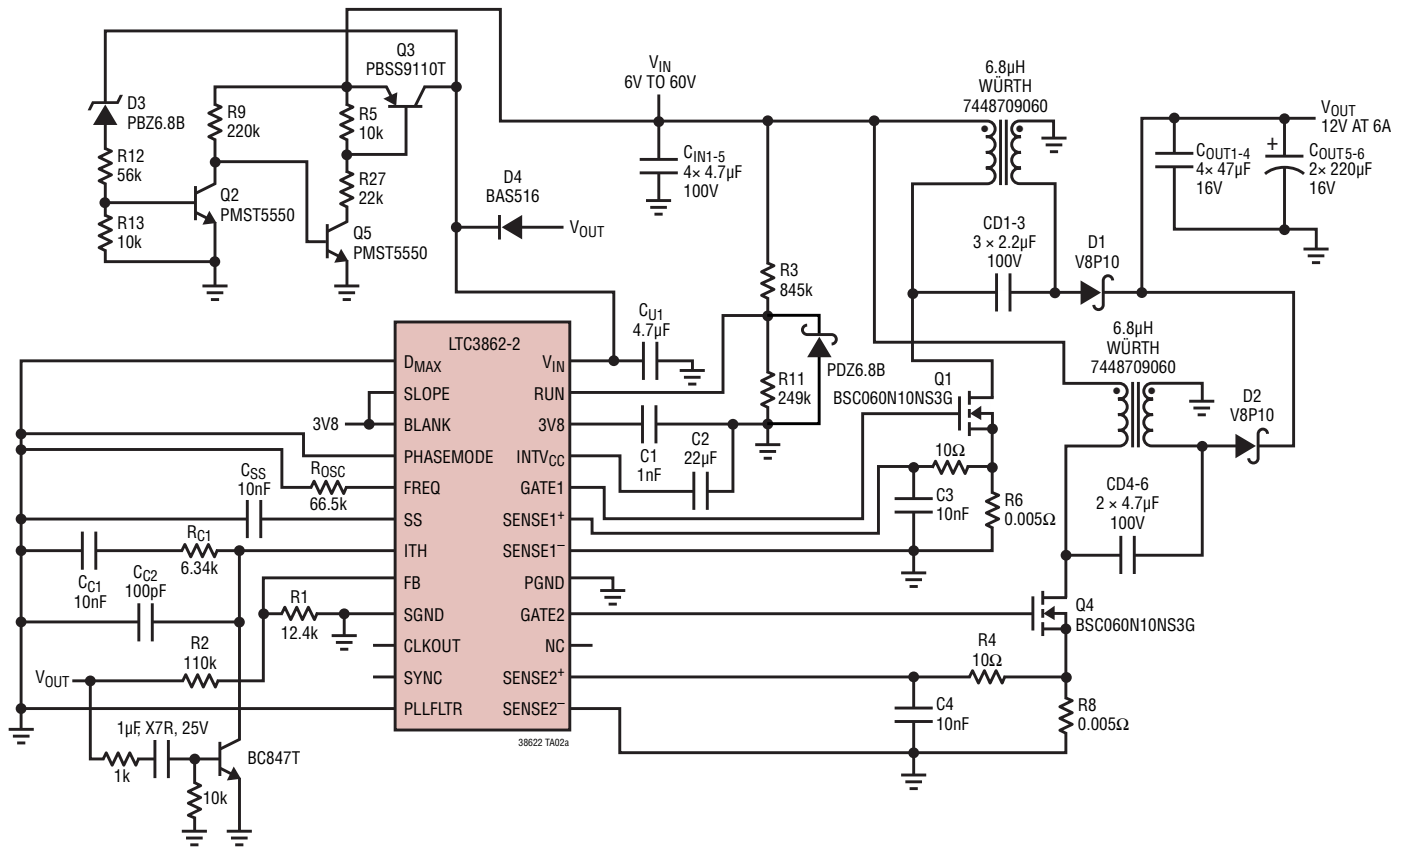 Q3
PBSS9110T
D3
PBZ6.8B
R9
220k
R5
10k
R12
56k
R27
22k
R13
10k
Q2
PMST5550
Q5
PMST5550
D4
BAS516
VOUT
VIN
6V TO 60V
CIN1-5
4× 4.7µF
100V
6.8µH
WÜRTH
7448709060
VOUT
12V AT 6A
COUT1-4
4× 47µF
16V
+
COUT5-6
2× 220µF
16V
CD1-3
3 × 2.2µF
100V
D1
V8P10
R3
845k
CU1
4.7µF
PDZ6.8B
R11
249k
6.8µH
WÜRTH
7448709060
D2
V8P10
Q1
BSC060N10NS3G
C1
1nF
C2
22µF
10Ω
C3
10nF
R6
0.005Ω
CD4-6
2 × 4.7µF
100V
Q4
BSC060N10NS3G
R4
10Ω
C4
10nF
R8
0.005Ω
LTC3862-2
DMAX
SLOPE
BLANK
PHASEMODE
FREQ
SS
ITH
FB
SGND
CLKOUT
SYNC
PLLFLTR
VIN
RUN
3V8
INTVCC
GATE1
SENSE1+
SENSE1–
PGND
GATE2
NC
SENSE2+
SENSE2–
38622 TA02a
3V8
CSS
10nF
ROSC
66.5k
RC1
6.34k
CC1
10nF
CC2
100pF
R1
12.4k
R2
110k
VOUT
1µF, X7R, 25V
1k
BC847T
10k